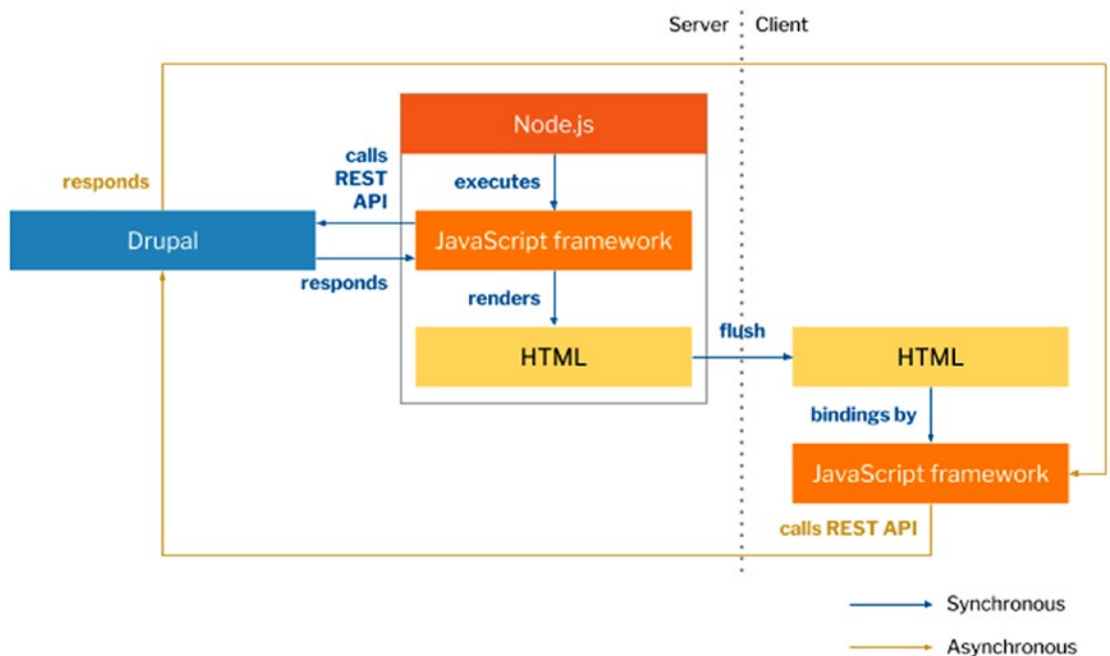 Server
Client
Node.js
calls
REST
API
executes
responds
Drupal
JavaScript framework
responds
renders
flush
HTML
HTML
bindings by
JavaScript framework
calls REST API
Synchronous
Asynchronous